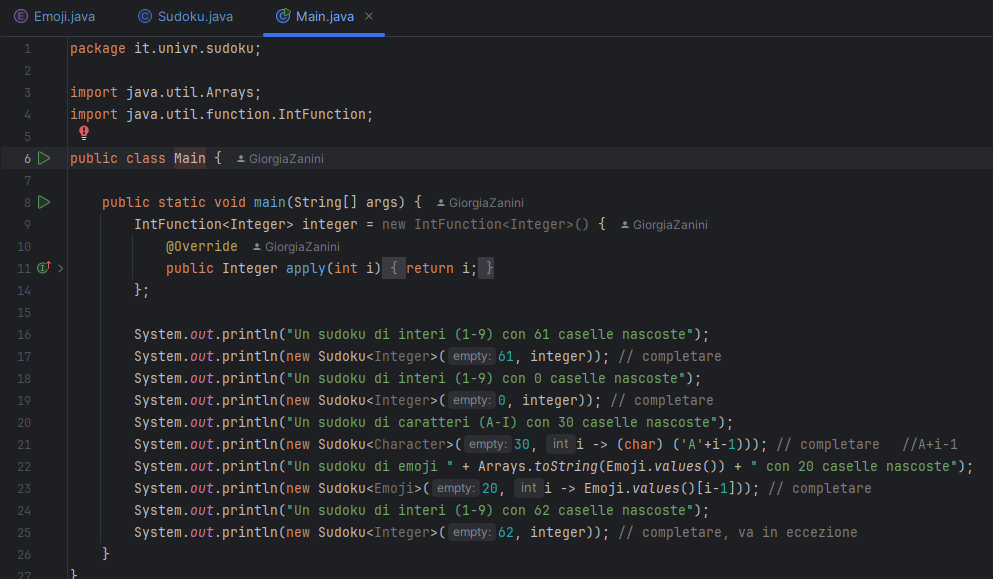 Emoji.java Sudoku.java Main.java
1 package it.univr.sudoku;
2
3 import java.util.Arrays;
4 import java.util.function.IntFunction;
5
6 public class Main { GiorgiaZanini
7
8 public static void main(String[] args) { GiorgiaZanini
9 IntFunction<Integer> integer = new IntFunction<Integer>() { GiorgiaZanini
10 @Override GiorgiaZanini
11 public Integer apply(int i) { return i; }
14 };
15
16 System.out.println("Un sudoku di interi (1-9) con 61 caselle nascoste");
17 System.out.println(new Sudoku<Integer>( empty: 61, integer)); // completare
18 System.out.println("Un sudoku di interi (1-9) con 0 caselle nascoste");
19 System.out.println(new Sudoku<Integer>( empty: 0, integer)); // completare
20 System.out.println("Un sudoku di caratteri (A-I) con 30 caselle nascoste");
21 System.out.println(new Sudoku<Character>( empty: 30, int i -> (char) ('A'+i-1))); // completare //A+i-1
22 System.out.println("Un sudoku di emoji " + Arrays.toString(Emoji.values()) + " con 20 caselle nascoste");
23 System.out.println(new Sudoku<Emoji>( empty: 20, int i -> Emoji.values()[i-1])); // completare
24 System.out.println("Un sudoku di interi (1-9) con 62 caselle nascoste");
25 System.out.println(new Sudoku<Integer>( empty: 62, integer)); // completare, va in eccezione
26 }
27 }